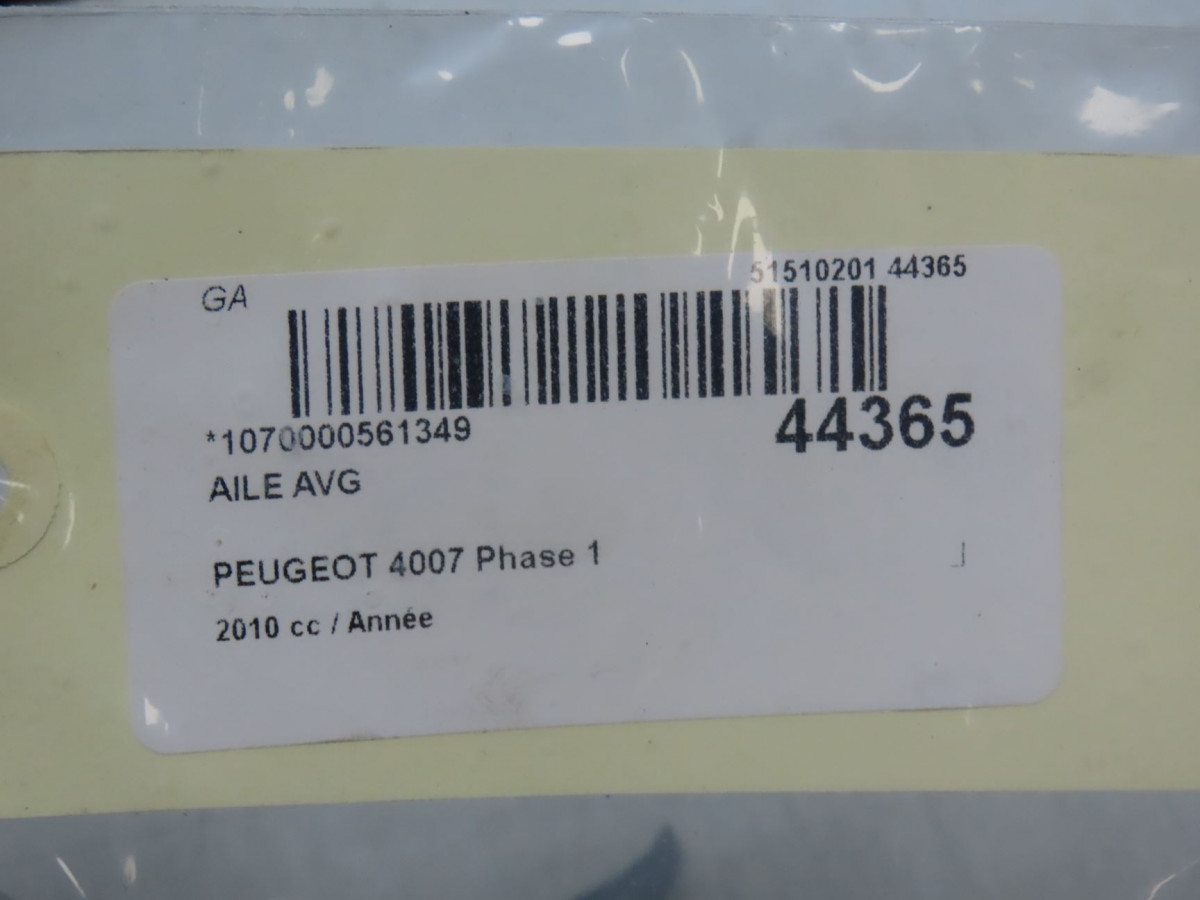 GA
51510201 44365
*1070000561349
44365
AILE AVG
PEUGEOT 4007 Phase 1
2010 cc / Année